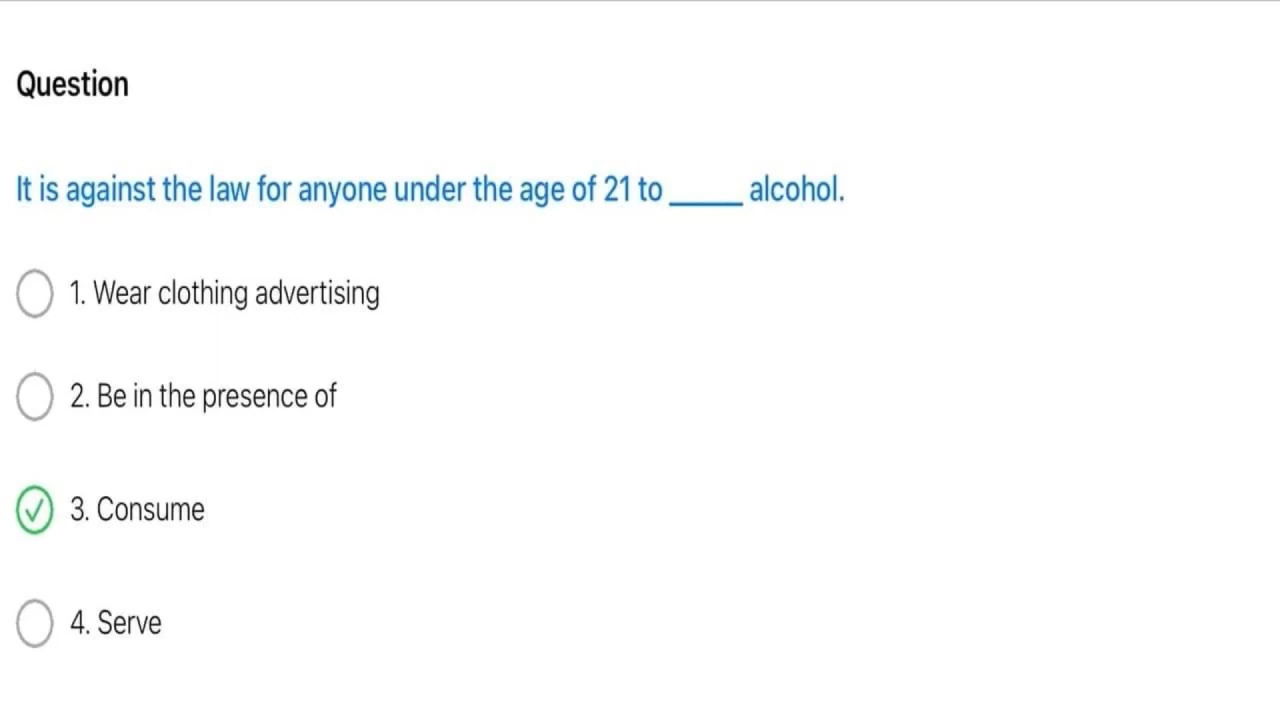 Question
It is against the law for anyone under the age of 21 to _____ alcohol.
1. Wear clothing advertising
2. Be in the presence of
3. Consume
4. Serve